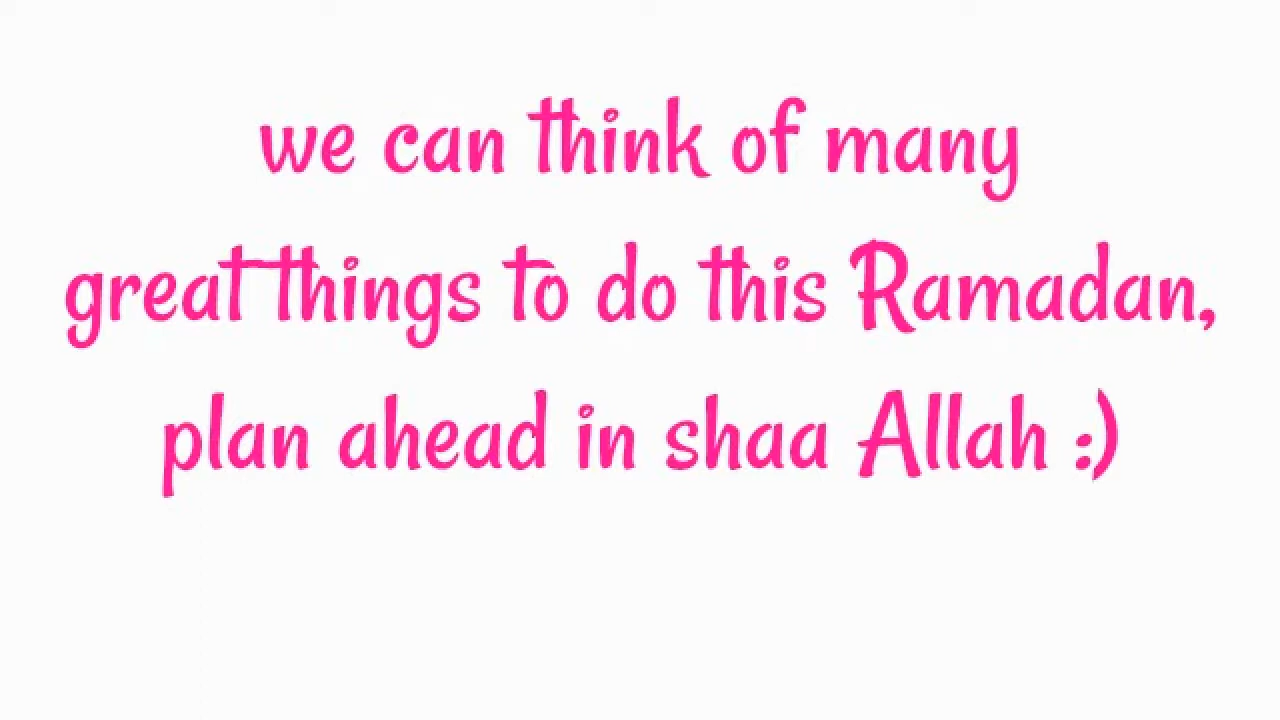 we can think of many
great things to do this Ramadan,
plan ahead in shaa Allah :)